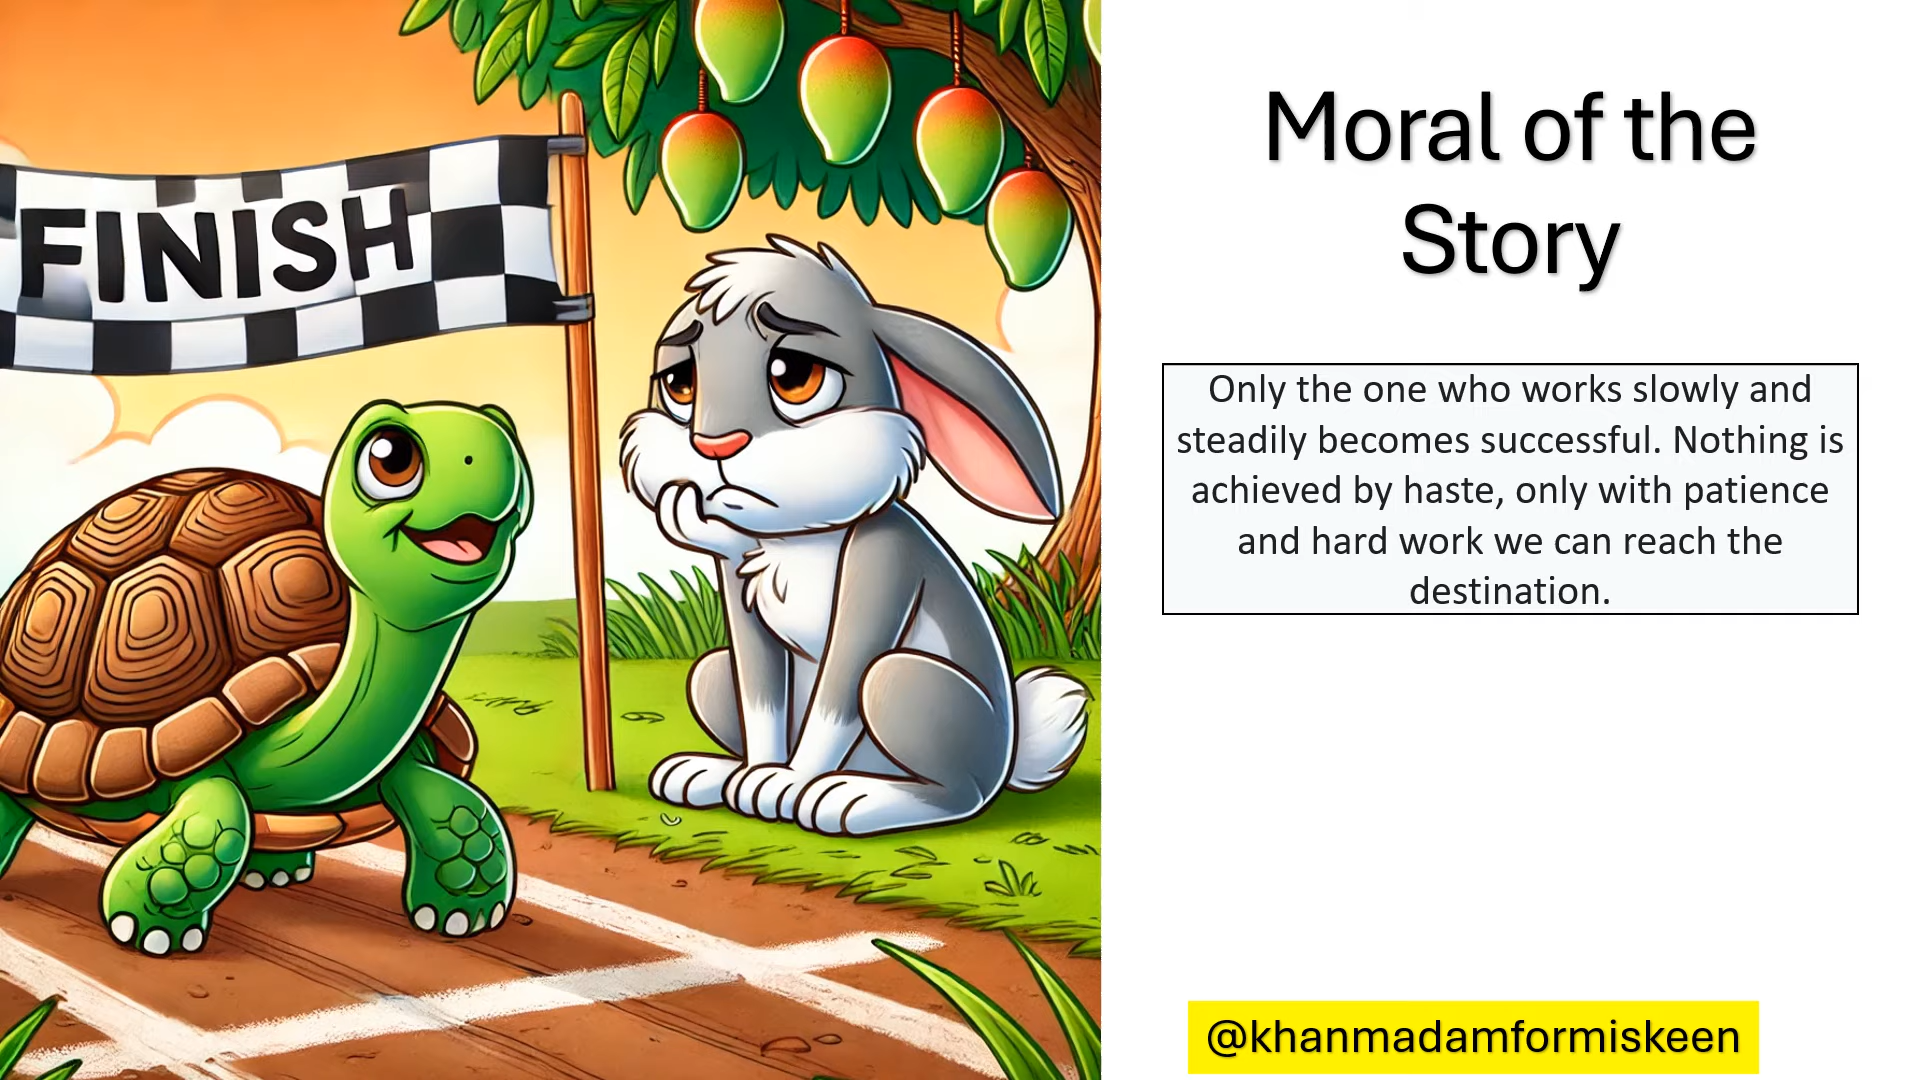 FINISH
Moral of the
Story
Only the one who works slowly and
steadily becomes successful. Nothing is
achieved by haste, only with patience
and hard work we can reach the
destination.
@khanmadamformiskeen